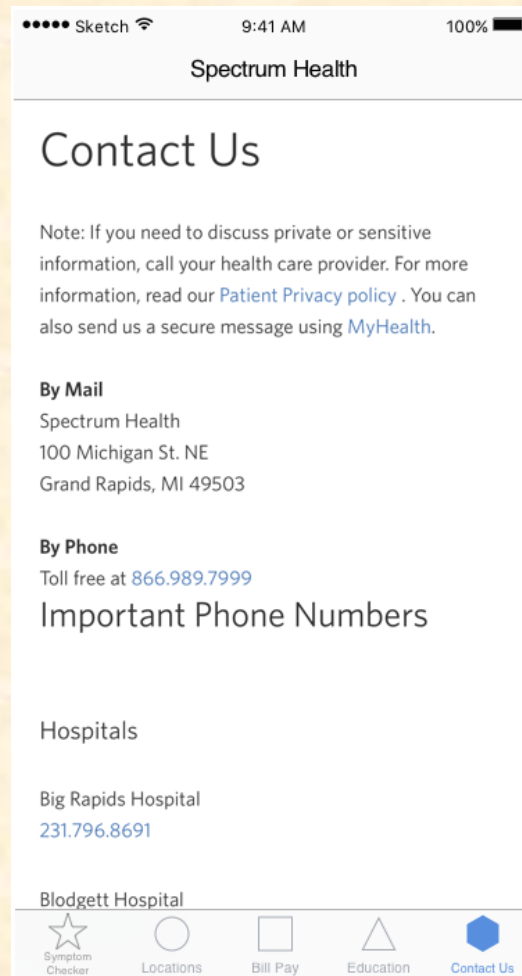 Sketch 9:41 AM 100%
Spectrum Health
Contact Us
Note: If you need to discuss private or sensitive
information, call your health care provider. For more
information, read our Patient Privacy policy . You can
also send us a secure message using MyHealth.
By Mail
Spectrum Health
100 Michigan St. NE
Grand Rapids, MI 49503
By Phone
Toll free at 866.989.7999
Important Phone Numbers
Hospitals
Big Rapids Hospital
231.796.8691
Blodgett Hospital
Symptom
Checker Locations Bill Pay Education Contact Us